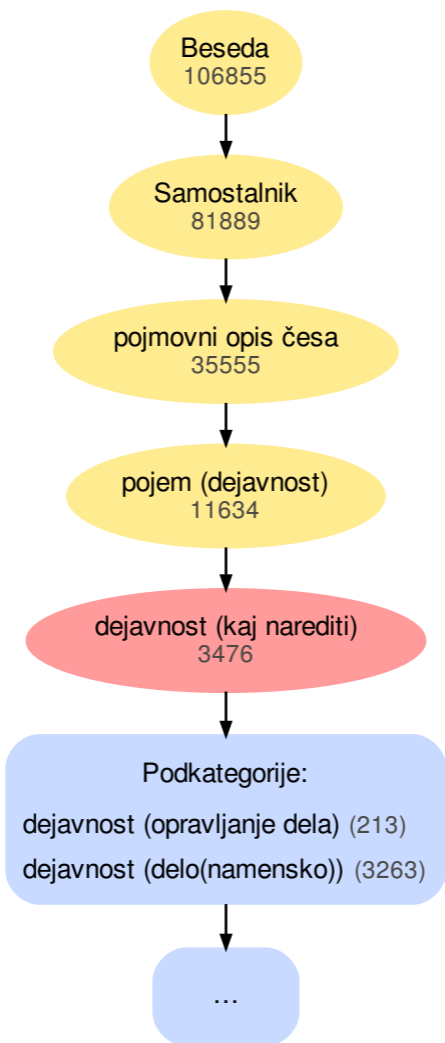 Beseda
106855
Samostalnik
81889
pojmovni opis česa
35555
pojem (dejavnost)
11634
dejavnost (kaj narediti)
3476
Podkategorije:
dejavnost (opravljanje dela) (213)
dejavnost (delo(namensko)) (3263)
...